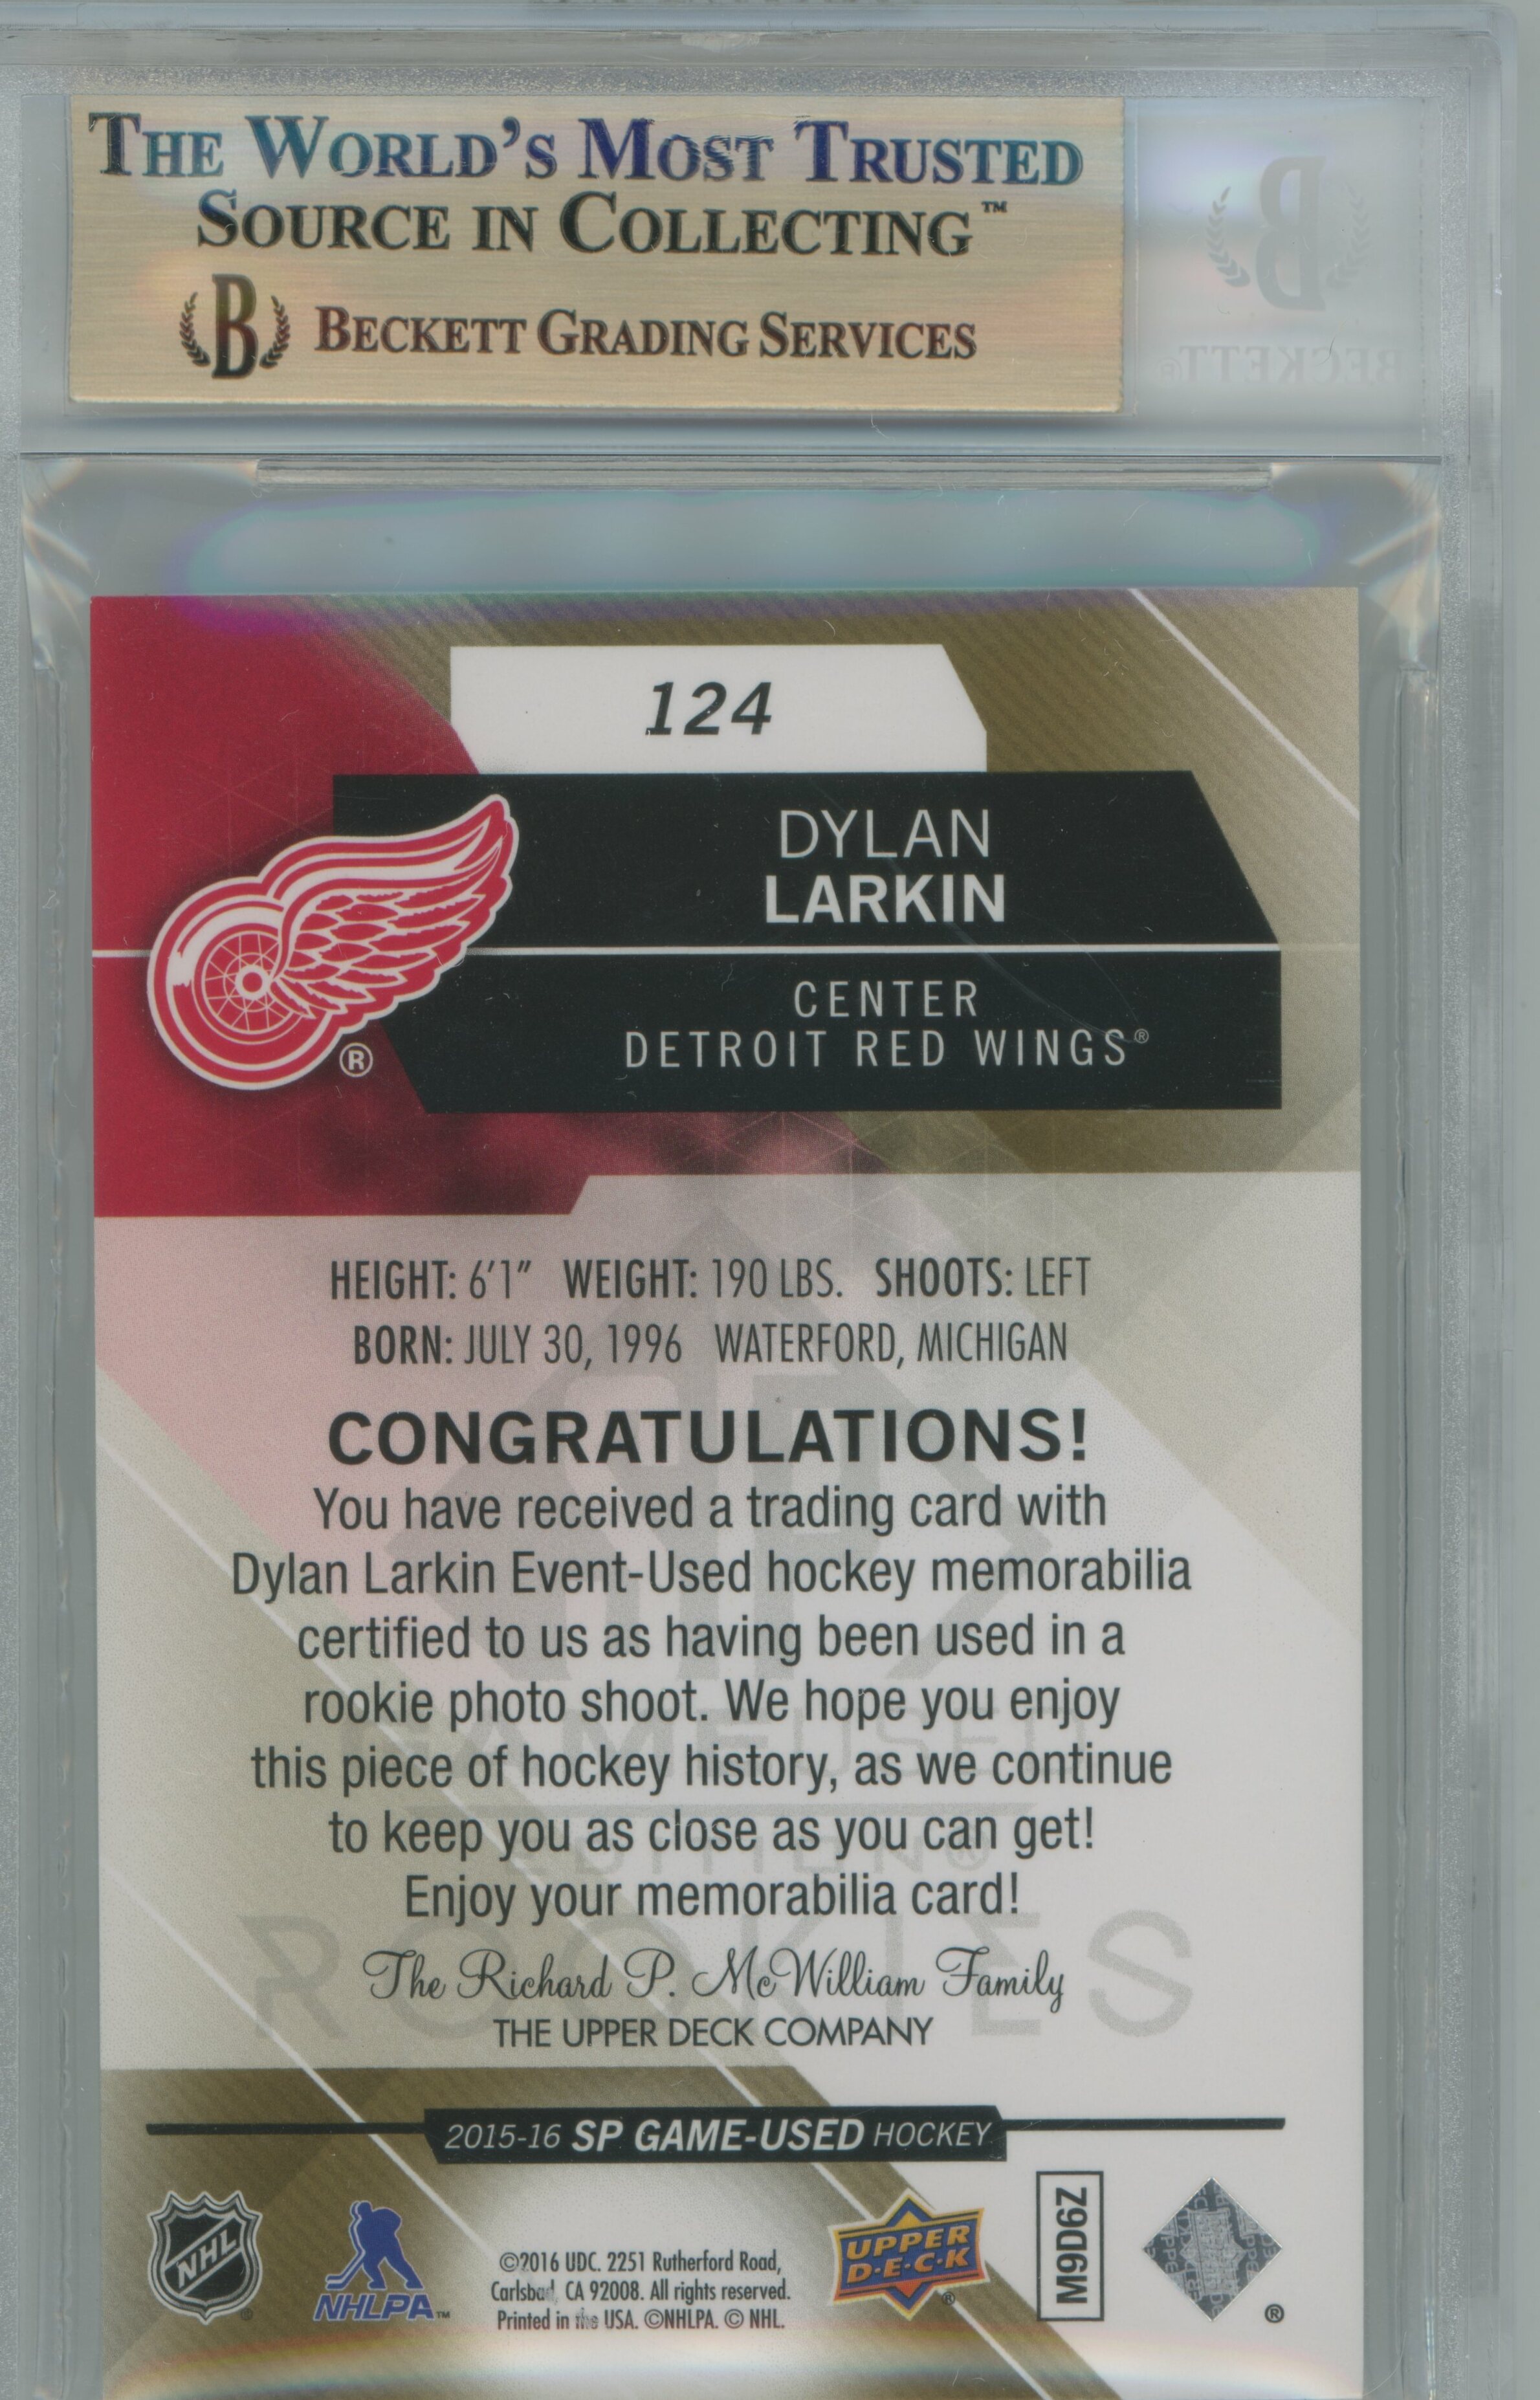 THE WORLD'S MOST TRUSTED
SOURCE IN COLLECTING™
B BECKETT GRADING SERVICES
B
BECKETT®
124
DYLAN
LARKIN
CENTER
DETROIT RED WINGS®
®
HEIGHT: 6'1" WEIGHT: 190 LBS. SHOOTS: LEFT
BORN: JULY 30, 1996 WATERFORD, MICHIGAN
CONGRATULATIONS!
You have received a trading card with
Dylan Larkin Event-Used hockey memorabilia
certified to us as having been used in a
rookie photo shoot. We hope you enjoy
this piece of hockey history, as we continue
to keep you as close as you can get!
Enjoy your memorabilia card!
ROOKIES
The Richard P. McWilliam Family
THE UPPER DECK COMPANY
2015-16 SP GAME-USED HOCKEY
NHL
®
NHLPA™
©2016 UDC. 2251 Rutherford Road,
Carlsbad, CA 92008. All rights reserved.
Printed in the USA. ©NHLPA. © NHL.
UPPER
D·E·C·K
®
M9D6Z
®